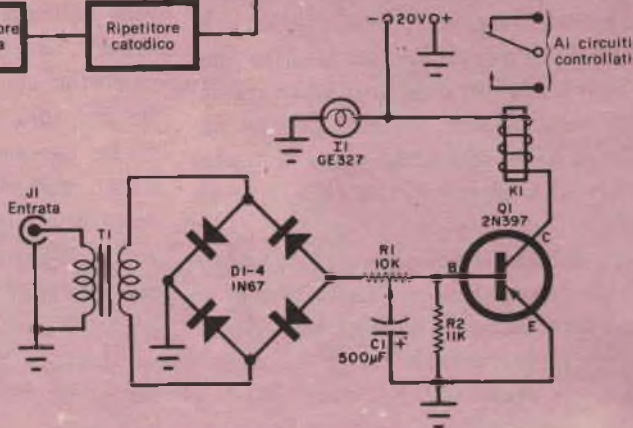 ore
a
Ripetitore
catodico
- 20V +
Ai circuiti
controllati
I1
GE327
K1
J1
Entrata
T1
Q1
2N397
C
D1-4
1N67
R1
10K
B
E
R2
11K
C1
500µF
+